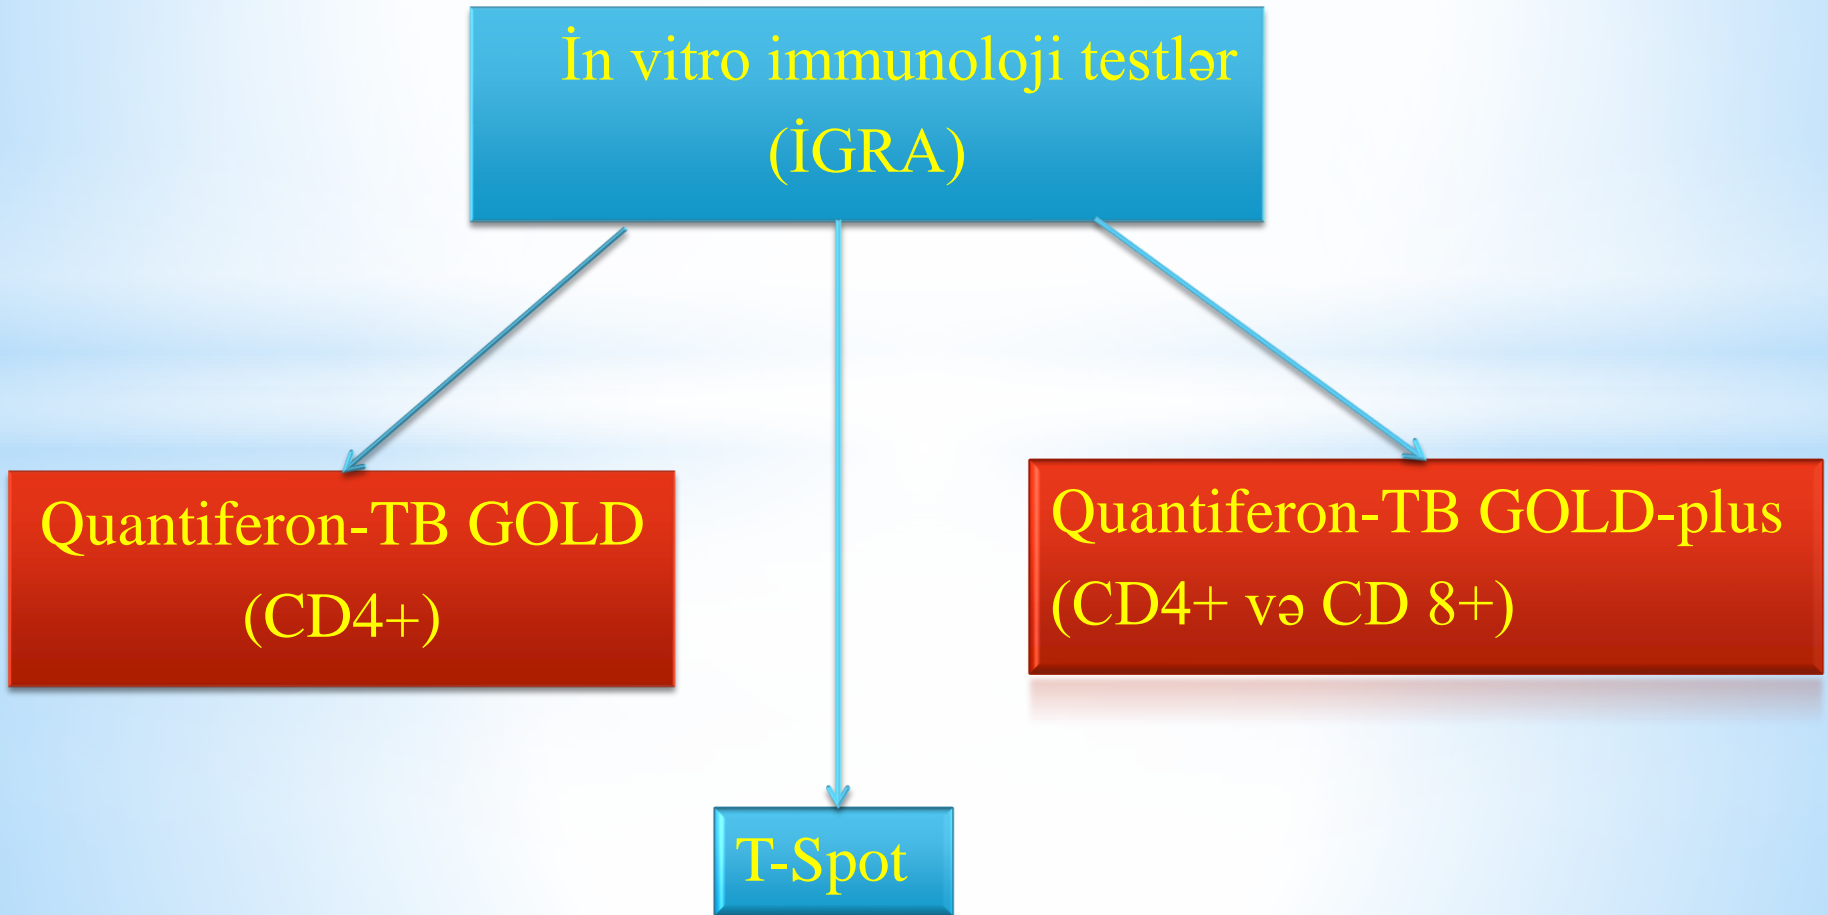 İn vitro immunoloji testlər
(İGRA)
Quantiferon-TB GOLD
(CD4+)
Quantiferon-TB GOLD-plus
(CD4+ və CD 8+)
T-Spot